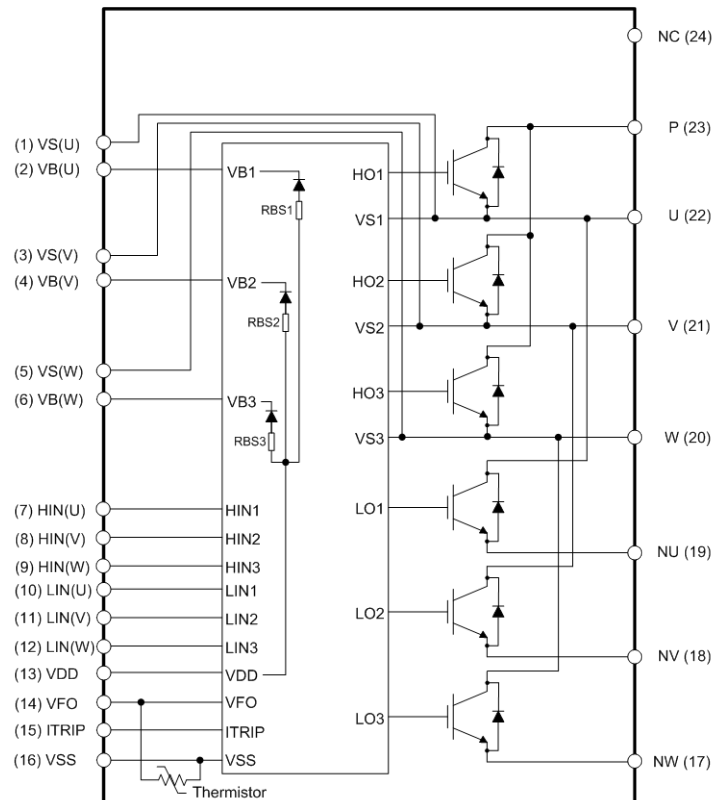 NC (24)
P (23)
(1) VS(U)
(2) VB(U)
VB1
HO1
RBS1
VS1
U (22)
(3) VS(V)
(4) VB(V)
VB2
HO2
RBS2
VS2
V (21)
(5) VS(W)
(6) VB(W)
VB3
HO3
RBS3
VS3
W (20)
(7) HIN(U)
HIN1
LO1
(8) HIN(V)
HIN2
NU (19)
(9) HIN(W)
HIN3
(10) LIN(U)
LIN1
(11) LIN(V)
LIN2
LO2
(12) LIN(W)
LIN3
NV (18)
(13) VDD
VDD
(14) VFO
VFO
LO3
(15) ITRIP
ITRIP
(16) VSS
VSS
NW (17)
Thermistor